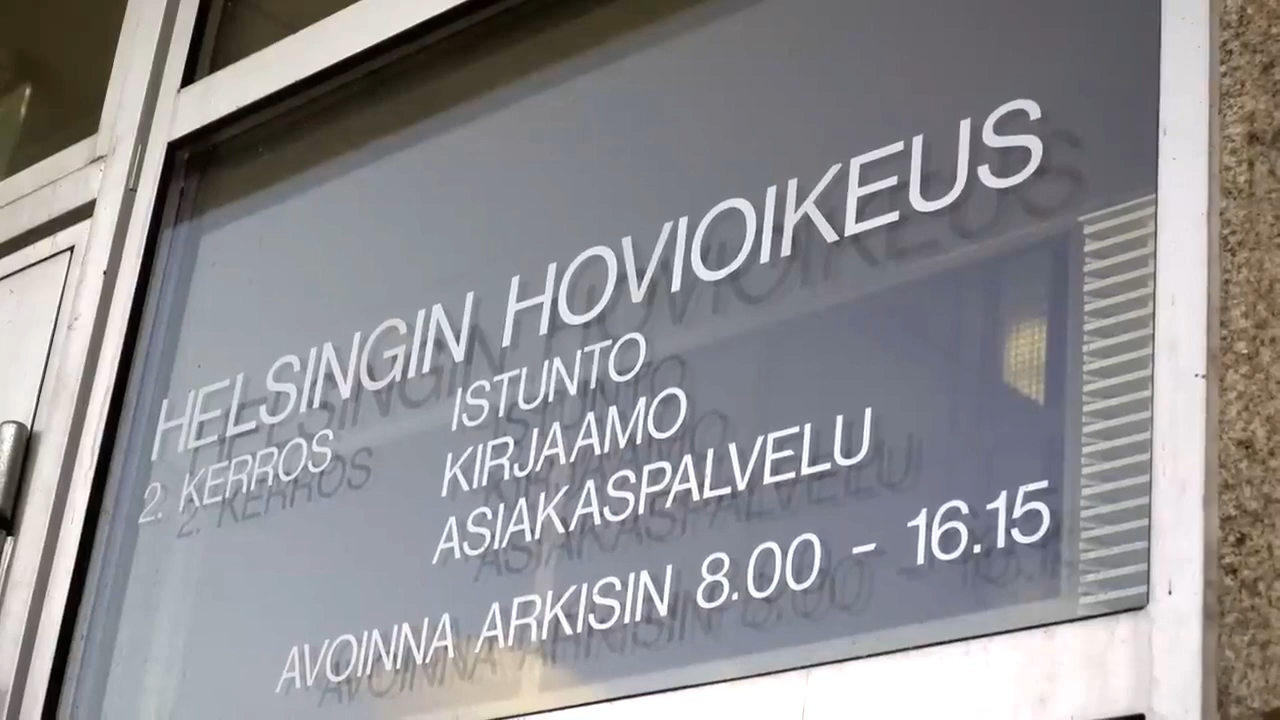 HELSINGIN HOVIOIKEUS
2. KERROS ISTUNTO
KIRJAAMO
ASIAKASPALVELU
AVOINNA ARKISIN 8.00 - 16.15